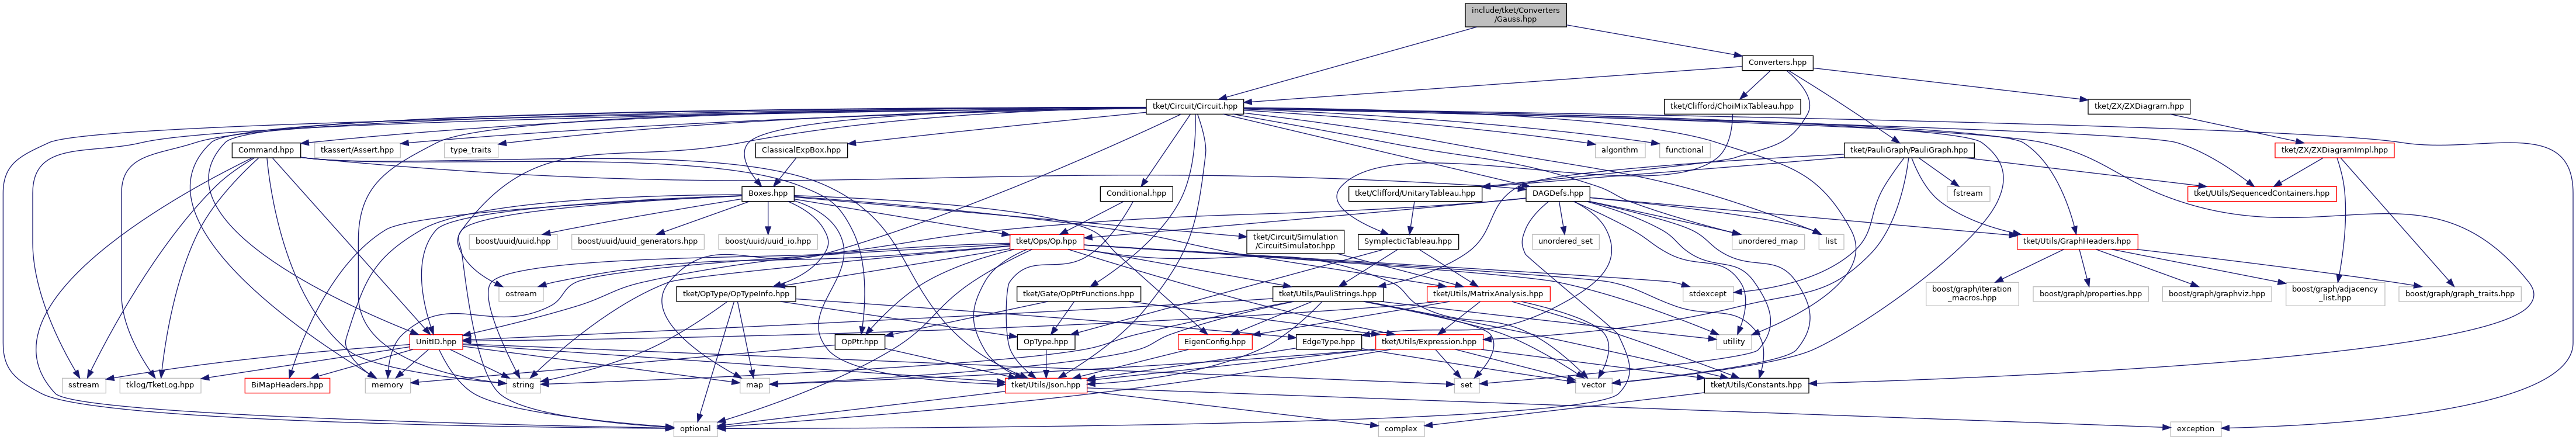 include/tket/Converters
/Gauss.hpp
Converters.hpp
tket/Circuit/Circuit.hpp
tket/Clifford/ChoiMixTableau.hpp
tket/ZX/ZXDiagram.hpp
Command.hpp
tkassert/Assert.hpp
type_traits
ClassicalExpBox.hpp
algorithm
functional
tket/PauliGraph/PauliGraph.hpp
tket/ZX/ZXDiagramImpl.hpp
Boxes.hpp
Conditional.hpp
tket/Clifford/UnitaryTableau.hpp
DAGDefs.hpp
fstream
tket/Utils/SequencedContainers.hpp
boost/uuid/uuid.hpp
boost/uuid/uuid_generators.hpp
boost/uuid/uuid_io.hpp
tket/Ops/Op.hpp
tket/Circuit/Simulation
/CircuitSimulator.hpp
SymplecticTableau.hpp
unordered_set
unordered_map
list
tket/Utils/GraphHeaders.hpp
ostream
tket/OpType/OpTypeInfo.hpp
tket/Gate/OpPtrFunctions.hpp
tket/Utils/PauliStrings.hpp
tket/Utils/MatrixAnalysis.hpp
stdexcept
boost/graph/iteration
_macros.hpp
boost/graph/properties.hpp
boost/graph/graphviz.hpp
boost/graph/adjacency
_list.hpp
boost/graph/graph_traits.hpp
UnitID.hpp
OpPtr.hpp
OpType.hpp
EigenConfig.hpp
EdgeType.hpp
tket/Utils/Expression.hpp
utility
sstream
tklog/TketLog.hpp
BiMapHeaders.hpp
memory
string
map
tket/Utils/Json.hpp
set
vector
tket/Utils/Constants.hpp
optional
complex
exception